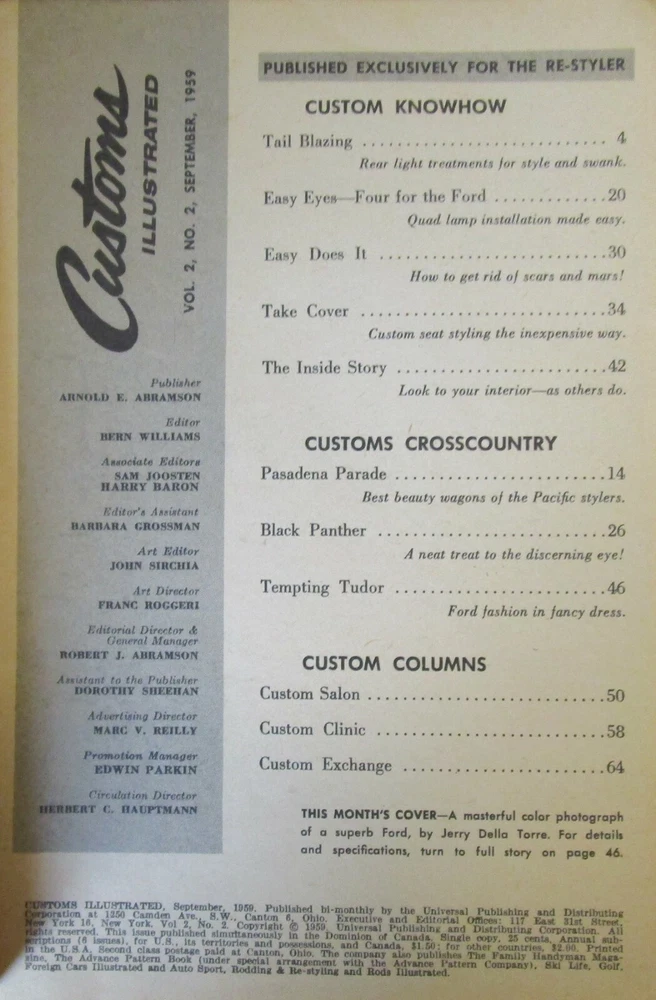 Customs
ILLUSTRATED
VOL. 2, NO. 2, SEPTEMBER, 1959
Publisher
ARNOLD E. ABRAMSON
Editor
BERN WILLIAMS
Associate Editors
SAM JOOSTEN
HARRY BARON
Editor's Assistant
BARBARA GROSSMAN
Art Editor
JOHN SIRCHIA
Art Director
FRANC ROGGERI
Editorial Director &
General Manager
ROBERT J. ABRAMSON
Assistant to the Publisher
DOROTHY SHEEHAN
Advertising Director
MARC V. REILLY
Promotion Manager
EDWIN PARKIN
Circulation Director
HERBERT C. HAUPTMANN
PUBLISHED EXCLUSIVELY FOR THE RE-STYLER
CUSTOM KNOWHOW
Tail Blazing ............................ 4
Rear light treatments for style and swank.
Easy Eyes—Four for the Ford .............20
Quad lamp installation made easy.
Easy Does It ..........................30
How to get rid of scars and mars!
Take Cover ............................34
Custom seat styling the inexpensive way.
The Inside Story ........................42
Look to your interior—as others do.
CUSTOMS CROSSCOUNTRY
Pasadena Parade ........................14
Best beauty wagons of the Pacific stylers.
Black Panther ..........................26
A neat treat to the discerning eye!
Tempting Tudor ........................46
Ford fashion in fancy dress.
CUSTOM COLUMNS
Custom Salon ...........................50
Custom Clinic ..........................58
Custom Exchange .......................64
THIS MONTH'S COVER—A masterful color photograph
of a superb Ford, by Jerry Della Torre. For details
and specifications, turn to full story on page 46.
CUSTOMS ILLUSTRATED, September, 1959. Published bi-monthly by the Universal Publishing and Distributing
Corporation at 1250 Camden Ave., S.W., Canton 6, Ohio. Executive and Editorial Offices: 117 East 31st Street,
New York 16, New York. Vol 2, No. 2. Copyright © 1959, Universal Publishing and Distributing Corporation. All
rights reserved. This issue published simultaneously in the Dominion of Canada. Single copy, 25 cents. Annual sub-
scriptions (6 issues), for U.S., its territories and possessions, and Canada, $1.50; for other countries, $2.00. Printed
in the U.S.A. Second class postage paid at Canton, Ohio. The company also publishes The Family Handyman Maga-
zine, The Advance Pattern Book (under special arrangement with the Advance Pattern Company), Ski Life, Golf,
Foreign Cars Illustrated and Auto Sport, Rodding & Re-styling and Rods Illustrated.